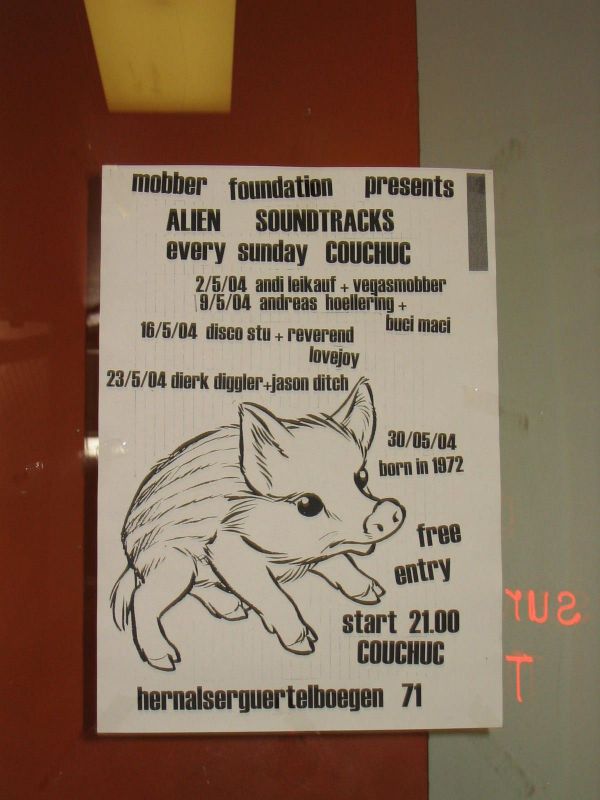 mobber foundation presents
ALIEN SOUNDTRACKS
every sunday COUCHUC
2/5/04 andi leikauf + vegasmobber
9/5/04 andreas hoellering +
buci maci
16/5/04 disco stu + reverend
lovejoy
23/5/04 dierk diggler+jason ditch
30/05/04
born in 1972
free
entry
start 21.00
COUCHUC
hernalserguertelboegen 71